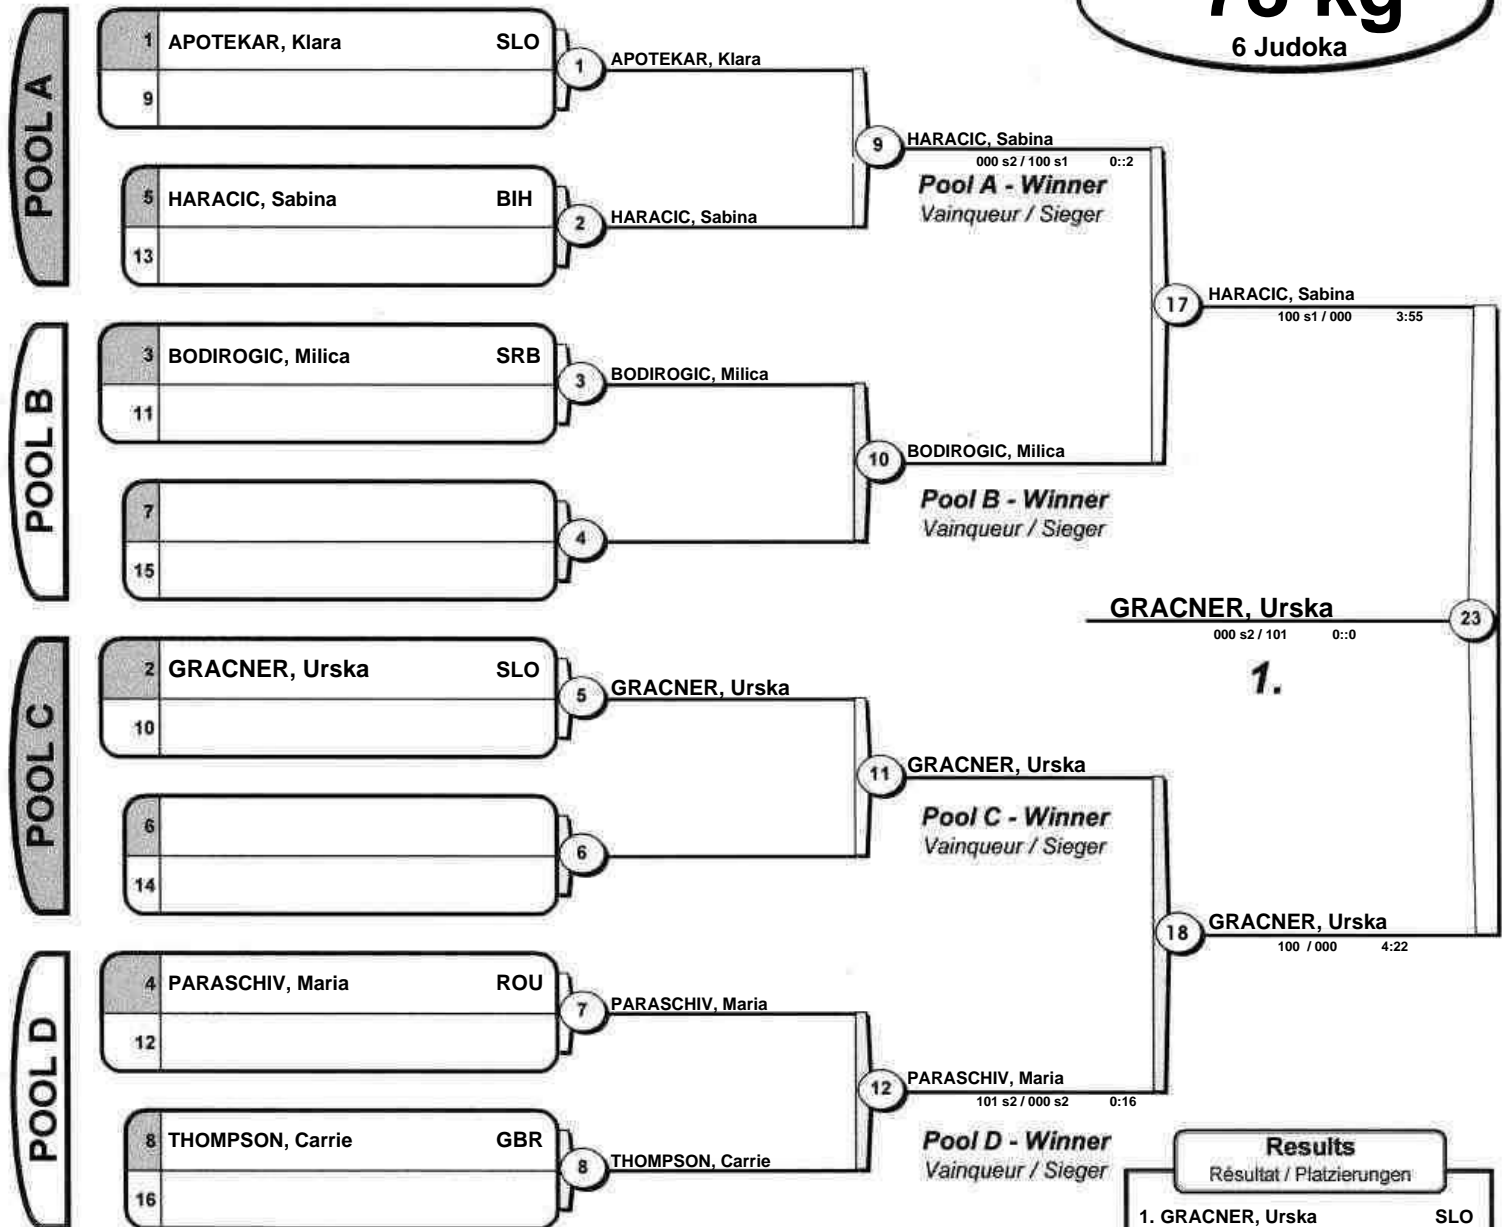 6 Judoka
POOL A
1 APOTEKAR, Klara SLO
9
1 APOTEKAR, Klara
5 HARACIC, Sabina BIH
13
2 HARACIC, Sabina
9 HARACIC, Sabina
000 s2 / 100 s1 0::2
Pool A - Winner
Vainqueur / Sieger
POOL B
3 BODIROGIC, Milica SRB
11
3 BODIROGIC, Milica
7
15
4
10 BODIROGIC, Milica
Pool B - Winner
Vainqueur / Sieger
17 HARACIC, Sabina
100 s1 / 000 3:55
GRACNER, Urska 23
000 s2 / 101 0::0
1.
POOL C
2 GRACNER, Urska SLO
10
5 GRACNER, Urska
6
14
6
11 GRACNER, Urska
Pool C - Winner
Vainqueur / Sieger
18 GRACNER, Urska
100 / 000 4:22
POOL D
4 PARASCHIV, Maria ROU
12
7 PARASCHIV, Maria
8 THOMPSON, Carrie GBR
16
8 THOMPSON, Carrie
12 PARASCHIV, Maria
101 s2 / 000 s2 0:16
Pool D - Winner
Vainqueur / Sieger
Results
Résultat / Platzierungen
1. GRACNER, Urska SLO